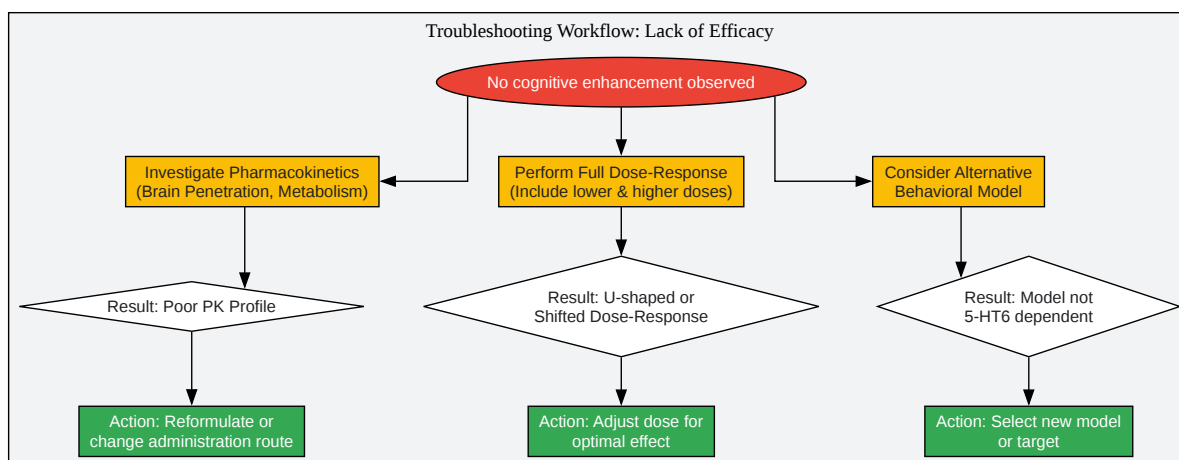 Troubleshooting Workflow: Lack of Efficacy
No cognitive enhancement observed
Investigate Pharmacokinetics
(Brain Penetration, Metabolism)
Perform Full Dose-Response
(Include lower & higher doses)
Consider Alternative
Behavioral Model
Result: Poor PK Profile
Result: U-shaped or
Shifted Dose-Response
Result: Model not
5-HT6 dependent
Action: Reformulate or
change administration route
Action: Adjust dose for
optimal effect
Action: Select new model
or target